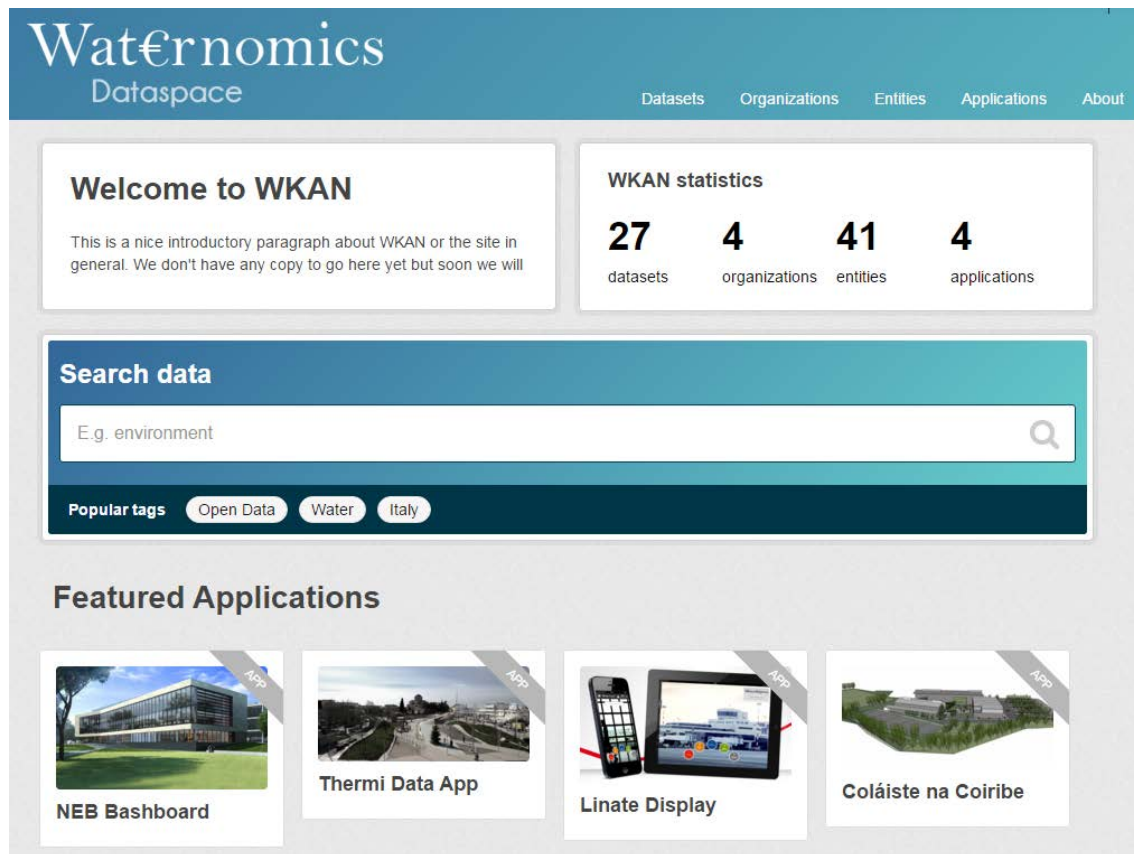 Wat€rnomics
Dataspace
Datasets Organizations Entities Applications About
Welcome to WKAN
This is a nice introductory paragraph about WKAN or the site in
general. We don't have any copy to go here yet but soon we will
WKAN statistics
27 4 41 4
datasets organizations entities applications
Search data
E.g. environment
Popular tags Open Data Water Italy
Featured Applications
APP APP APP APP
NEB Bashboard
Thermi Data App
Linate Display
Coláiste na Coiribe